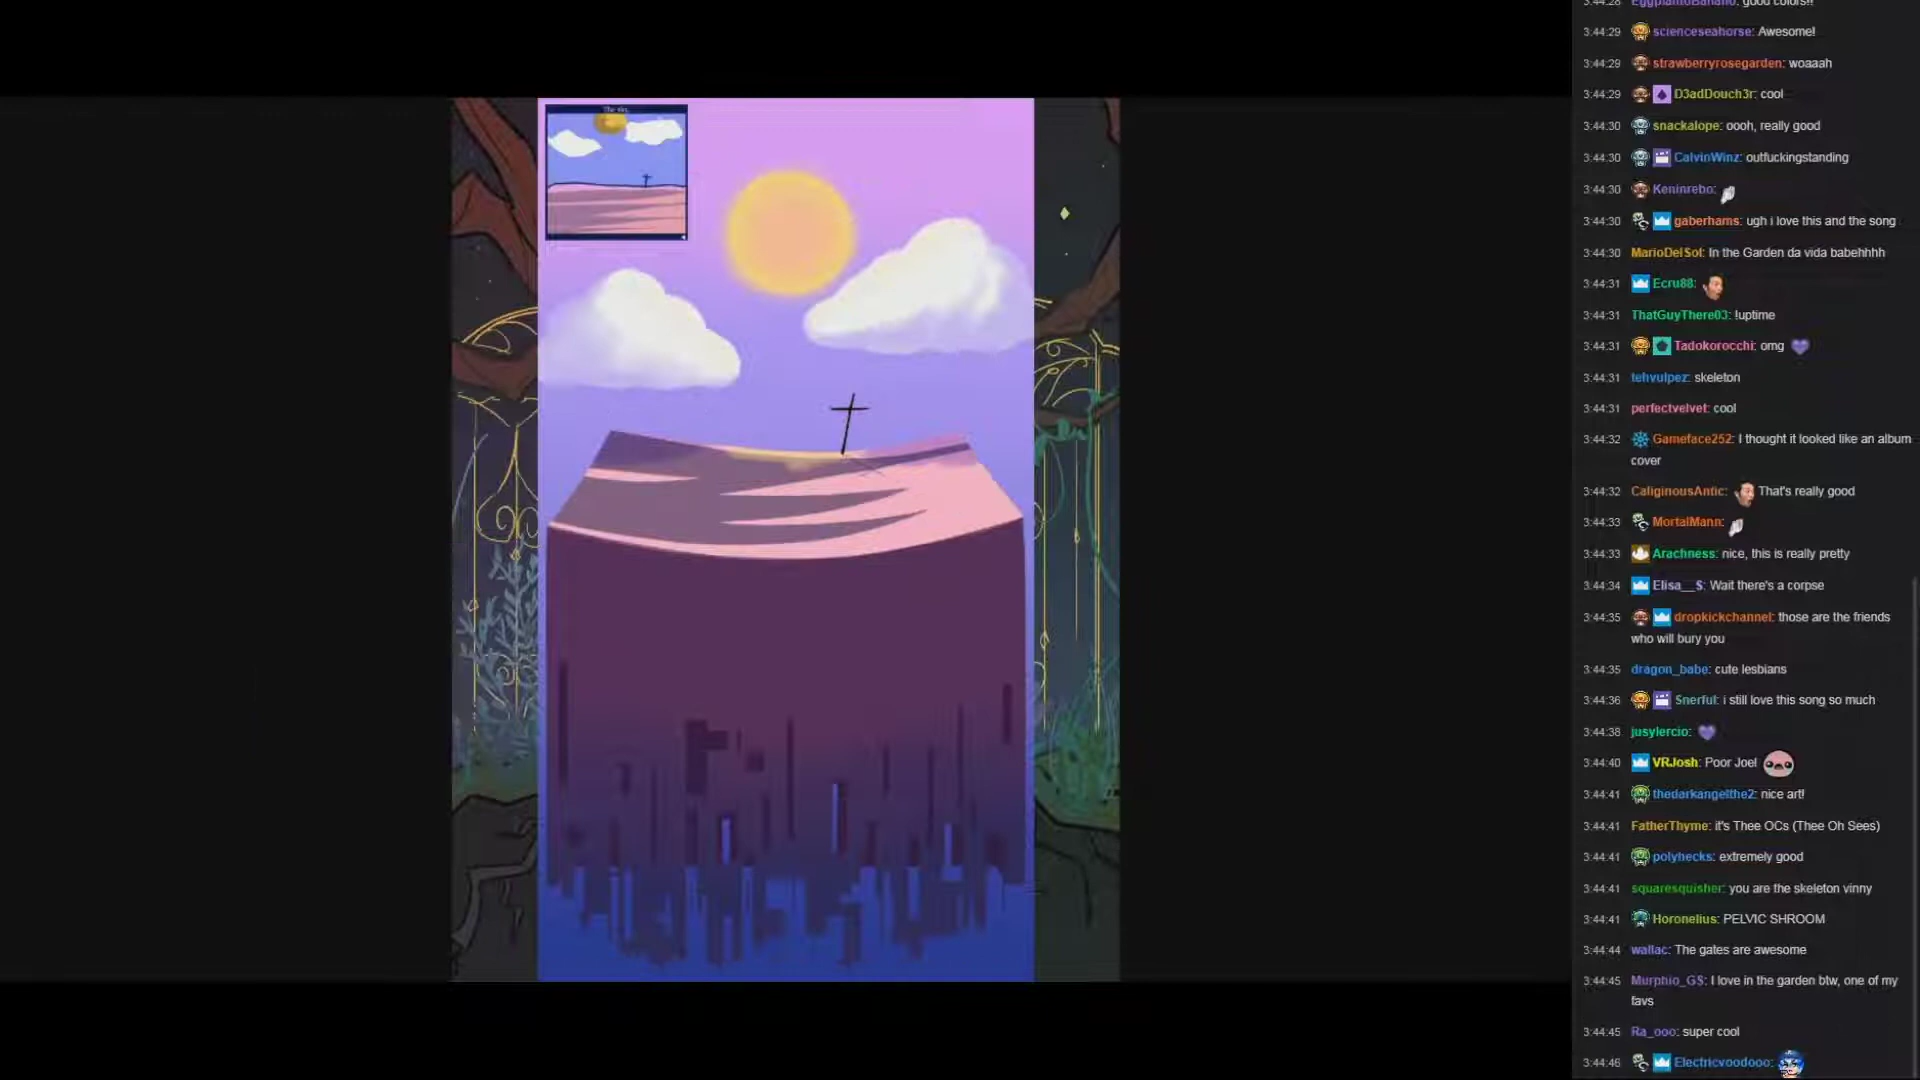 The sky.
3:44:28 EggplantoBanano: good colors!!
3:44:29 scienceseahorse: Awesome!
3:44:29 strawberryrosegarden: woaaah
3:44:29 D3adDouch3r: cool
3:44:30 snackalope: oooh, really good
3:44:30 CalvinWinz: outfuckingstanding
3:44:30 Keninrebo:
3:44:30 gaberhams: ugh i love this and the song
3:44:30 MarioDelSol: In the Garden da vida babehhhh
3:44:31 Ecru88:
3:44:31 ThatGuyThere03: !uptime
3:44:31 Tadokorocchi: omg
3:44:31 tehvulpez: skeleton
3:44:31 perfectvelvet: cool
3:44:32 Gameface252: I thought it looked like an album
cover
3:44:32 CaliginousAntic: That's really good
3:44:33 MortalMann:
3:44:33 Arachness: nice, this is really pretty
3:44:34 Elisa__S: Wait there's a corpse
3:44:35 dropkickchannel: those are the friends
who will bury you
3:44:35 dragon_babe: cute lesbians
3:44:36 Snerful: i still love this song so much
3:44:38 jusylercio:
3:44:40 VRJosh: Poor Joel
3:44:41 thedarkangelthe2: nice art!
3:44:41 FatherThyme: it's Thee OCs (Thee Oh Sees)
3:44:41 polyhecks: extremely good
3:44:41 squaresquisher: you are the skeleton vinny
3:44:41 Horonelius: PELVIC SHROOM
3:44:44 wallac: The gates are awesome
3:44:45 Murphio_GS: I love in the garden btw, one of my
favs
3:44:45 Ra_ooo: super cool
3:44:46 Electricvoodooo: